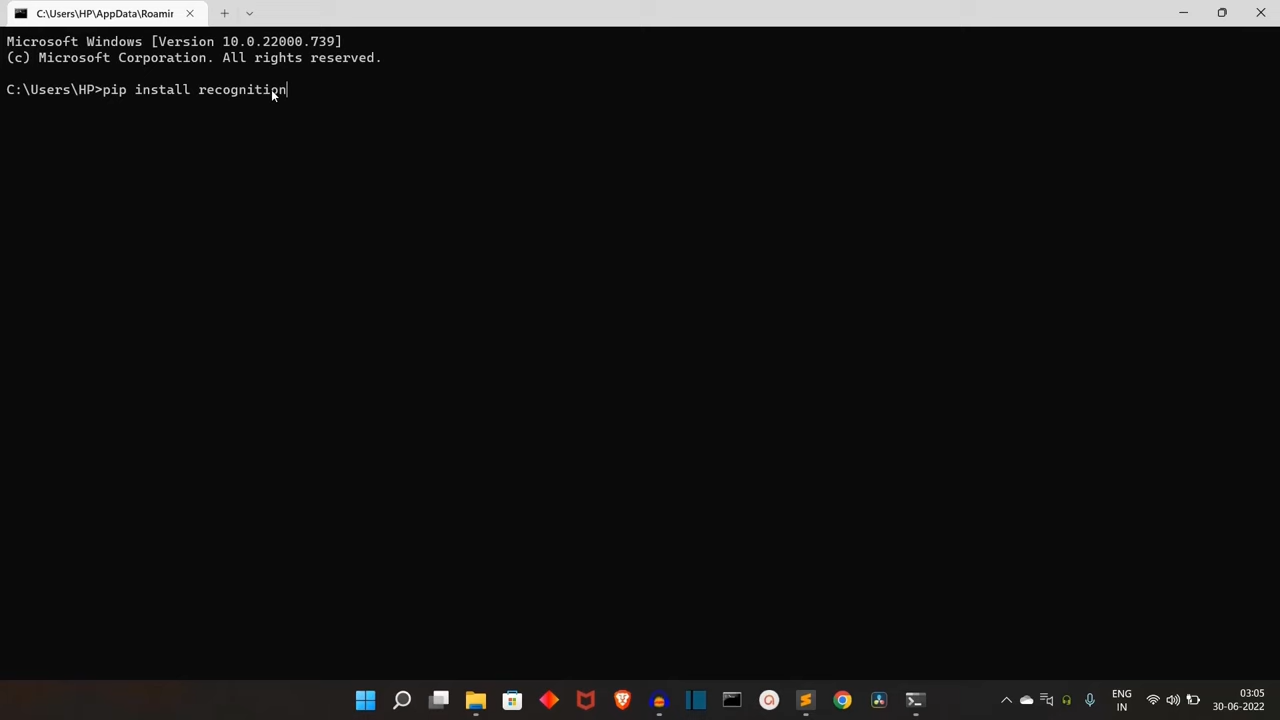 C:\Users\HP\AppData\Roamir
Microsoft Windows [Version 10.0.22000.739]
(c) Microsoft Corporation. All rights reserved.
C:\Users\HP>pip install recognition
ENG
IN
03:05
30-06-2022